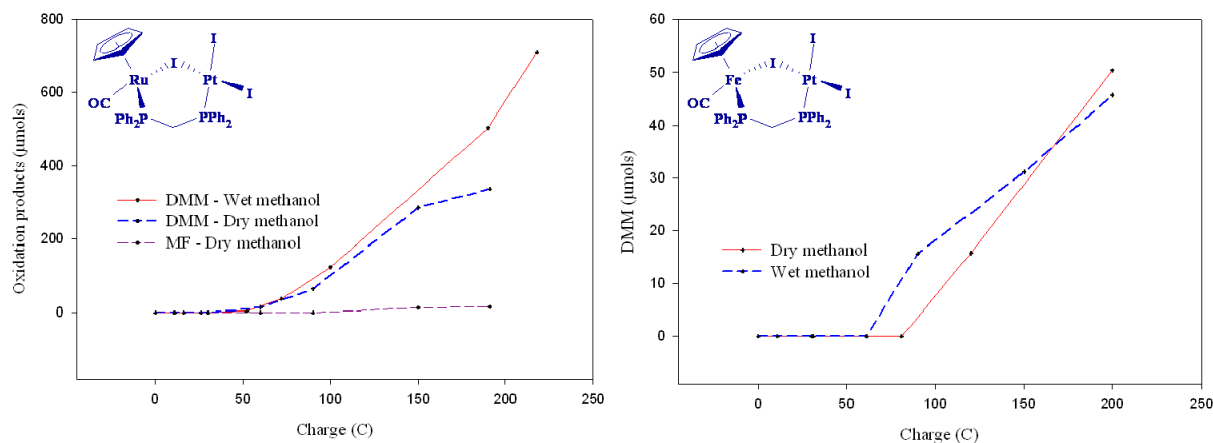 Oxidation products (μmols)
800
600
400
200
0
0
50
100
150
200
250
Charge (C)
I
I
I
Ru
Pt
OC
Ph₂P
PPh₂
DMM - Wet methanol
DMM - Dry methanol
MF - Dry methanol
DMM (μmols)
60
50
40
30
20
10
0
0
50
100
150
200
250
Charge (C)
I
I
I
Fe
Pt
OC
Ph₂P
PPh₂
Dry methanol
Wet methanol